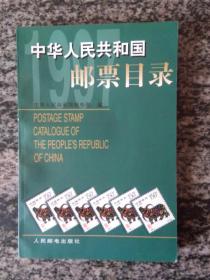 1997
中华人民共和国
邮票目录
POSTAGE STAMP
CATALOGUE OF
THE PEOPLE'S REPUBLIC
OF CHINA
人民邮电出版社